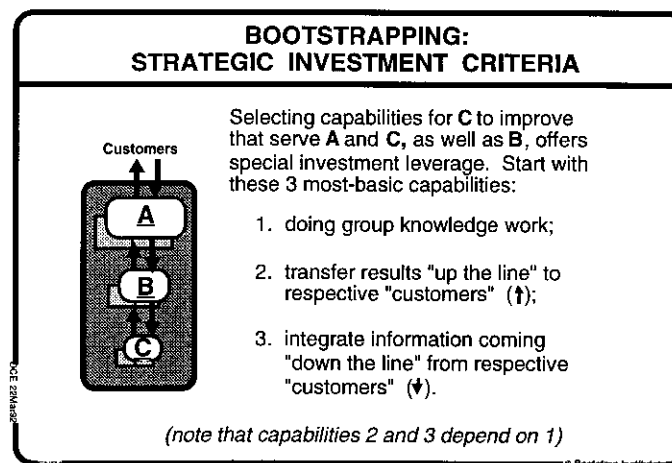 BOOTSTRAPPING:
STRATEGIC INVESTMENT CRITERIA
Selecting capabilities for C to improve
that serve A and C, as well as B, offers
special investment leverage. Start with
these 3 most-basic capabilities:
Customers
A
B
C
1. doing group knowledge work;
2. transfer results "up the line" to
respective "customers" (↑);
3. integrate information coming
"down the line" from respective
"customers" (↓).
(note that capabilities 2 and 3 depend on 1)
DCE 22Mar92